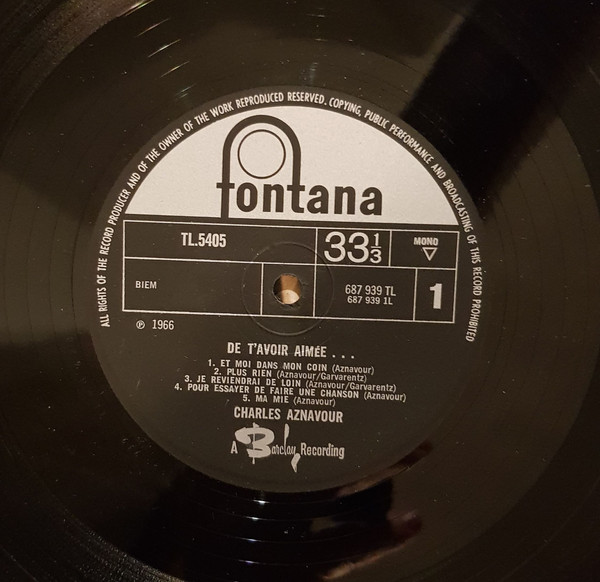 ALL RIGHTS OF THE RECORD PRODUCER AND OF THE OWNER OF THE WORK REPRODUCED RESERVED. COPYING, PUBLIC PERFORMANCE AND BROADCASTING OF THIS RECORD PROHIBITED
fontana
TL.5405
33⅓
MONO
BIEM
687 939 TL
687 939 1L
1
℗ 1966
DE T'AVOIR AIMÉE . . .
1. ET MOI DANS MON COIN (Aznavour)
2. PLUS RIEN (Aznavour/Garvarentz)
3. JE REVIENDRAI DE LOIN (Aznavour/Garvarentz)
4. POUR ESSAYER DE FAIRE UNE CHANSON (Aznavour)
5. MA MIE (Aznavour)
CHARLES AZNAVOUR
A Barclay Recording